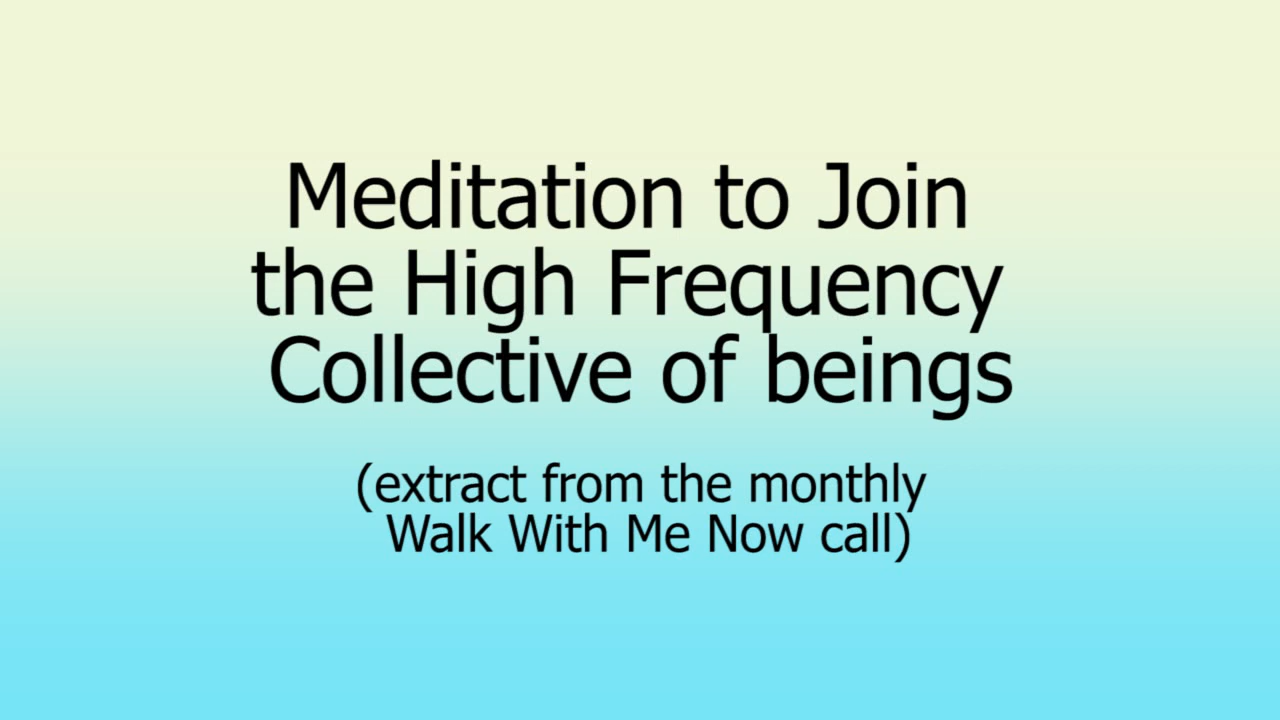 Meditation to Join
the High Frequency
Collective of beings
(extract from the monthly
Walk With Me Now call)